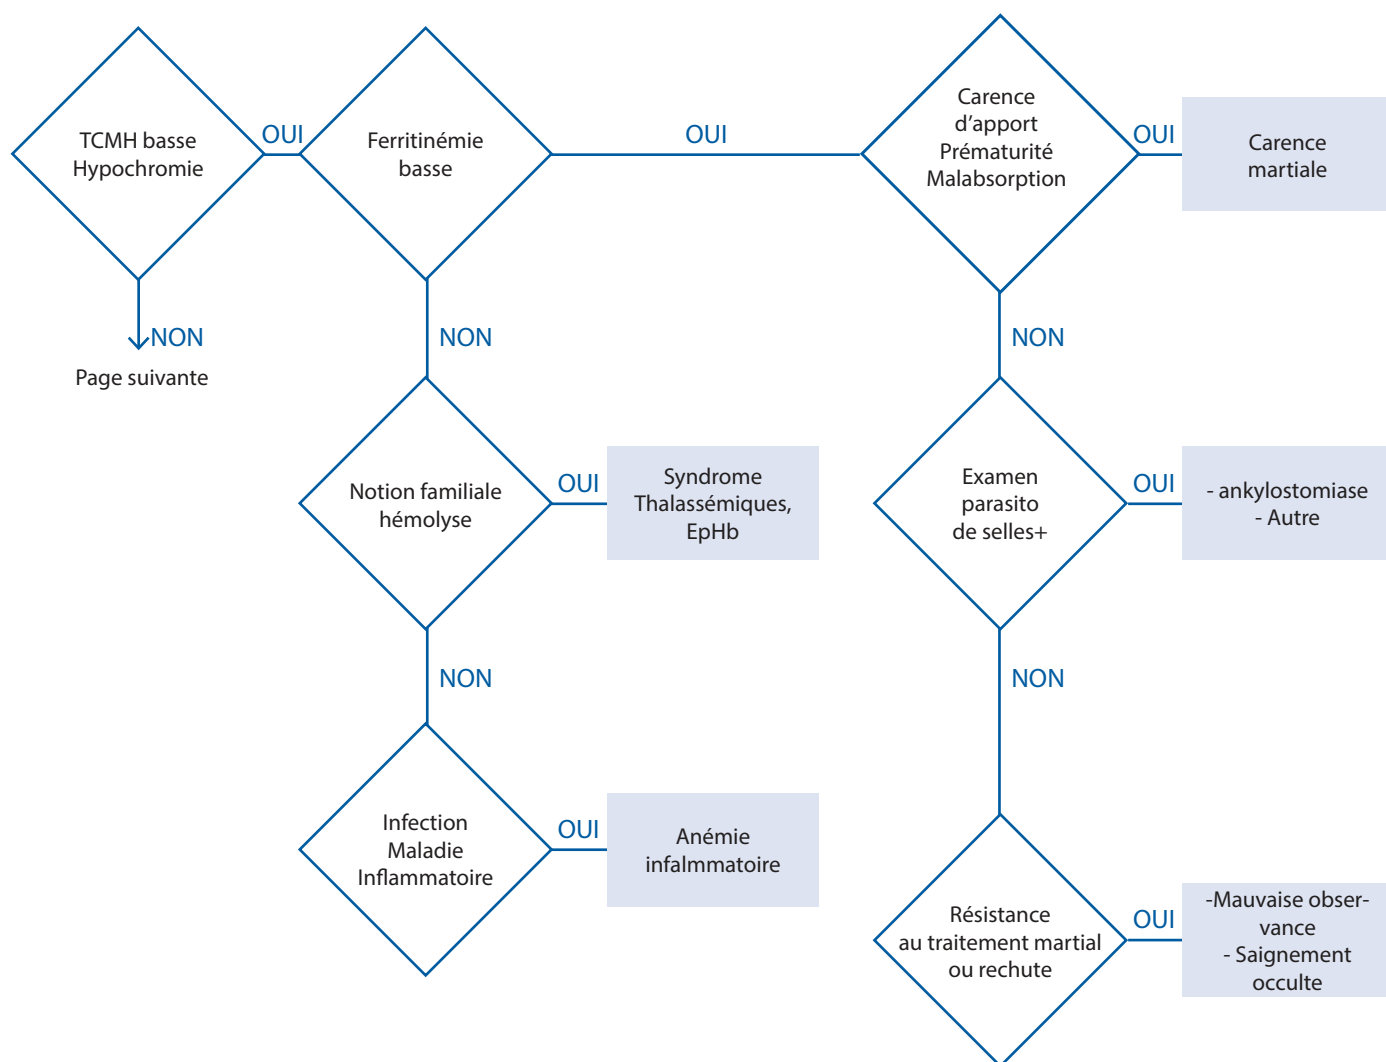 TCMH basse
Hypochromie
OUI
Ferritinémie
basse
OUI
Carence
d'apport
Prématurité
Malabsorption
OUI
Carence
martiale
NON
Page suivante
NON
NON
Notion familiale
hémolyse
OUI
Syndrome
Thalassémiques,
EpHb
Examen
parasito
de selles+
OUI
- ankylostomiase
- Autre
NON
NON
Infection
Maladie
Inflammatoire
OUI
Anémie
infalmmatoire
Résistance
au traitement martial
ou rechute
OUI
-Mauvaise obser-
vance
- Saignement
occulte